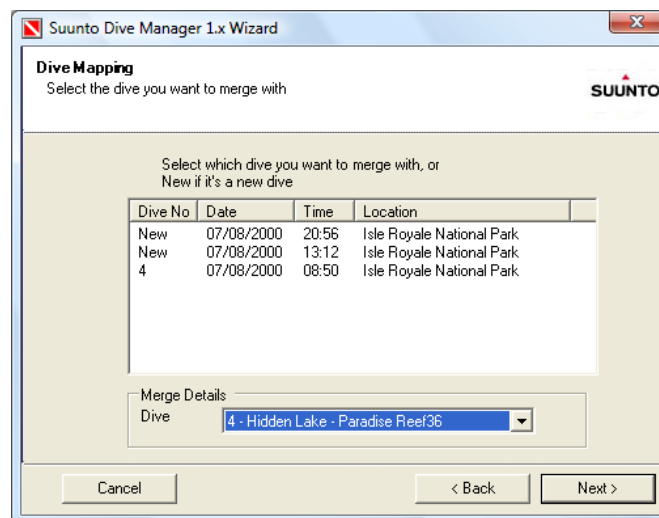 Suunto Dive Manager 1.x Wizard
Dive Mapping
Select the dive you want to merge with
SUUNTO
Select which dive you want to merge with, or
New if it's a new dive
Dive No Date Time Location
New 07/08/2000 20:56 Isle Royale National Park
New 07/08/2000 13:12 Isle Royale National Park
4 07/08/2000 08:50 Isle Royale National Park
Merge Details
Dive 4 - Hidden Lake - Paradise Reef36
Cancel < Back Next >